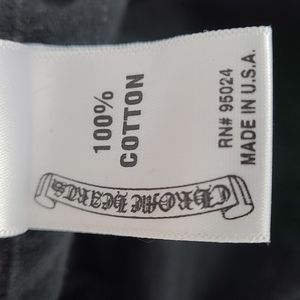 100%
COTTON
CHROME HEARTS
RN# 95024
MADE IN U.S.A.